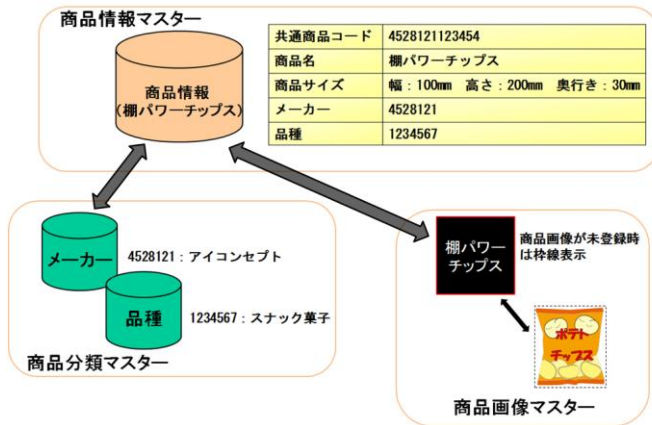 商品情報マスター
商品情報
(棚パワーチップス)
共通商品コード 4528121123454
商品名 棚パワーチップス
商品サイズ 幅：100mm 高さ：200mm 奥行き：30mm
メーカー 4528121
品種 1234567
メーカー
4528121：アイコンセプト
品種
1234567：スナック菓子
商品分類マスター
棚パワー
チップス
商品画像が未登録時
は枠線表示
ポテト
チップス
商品画像マスター